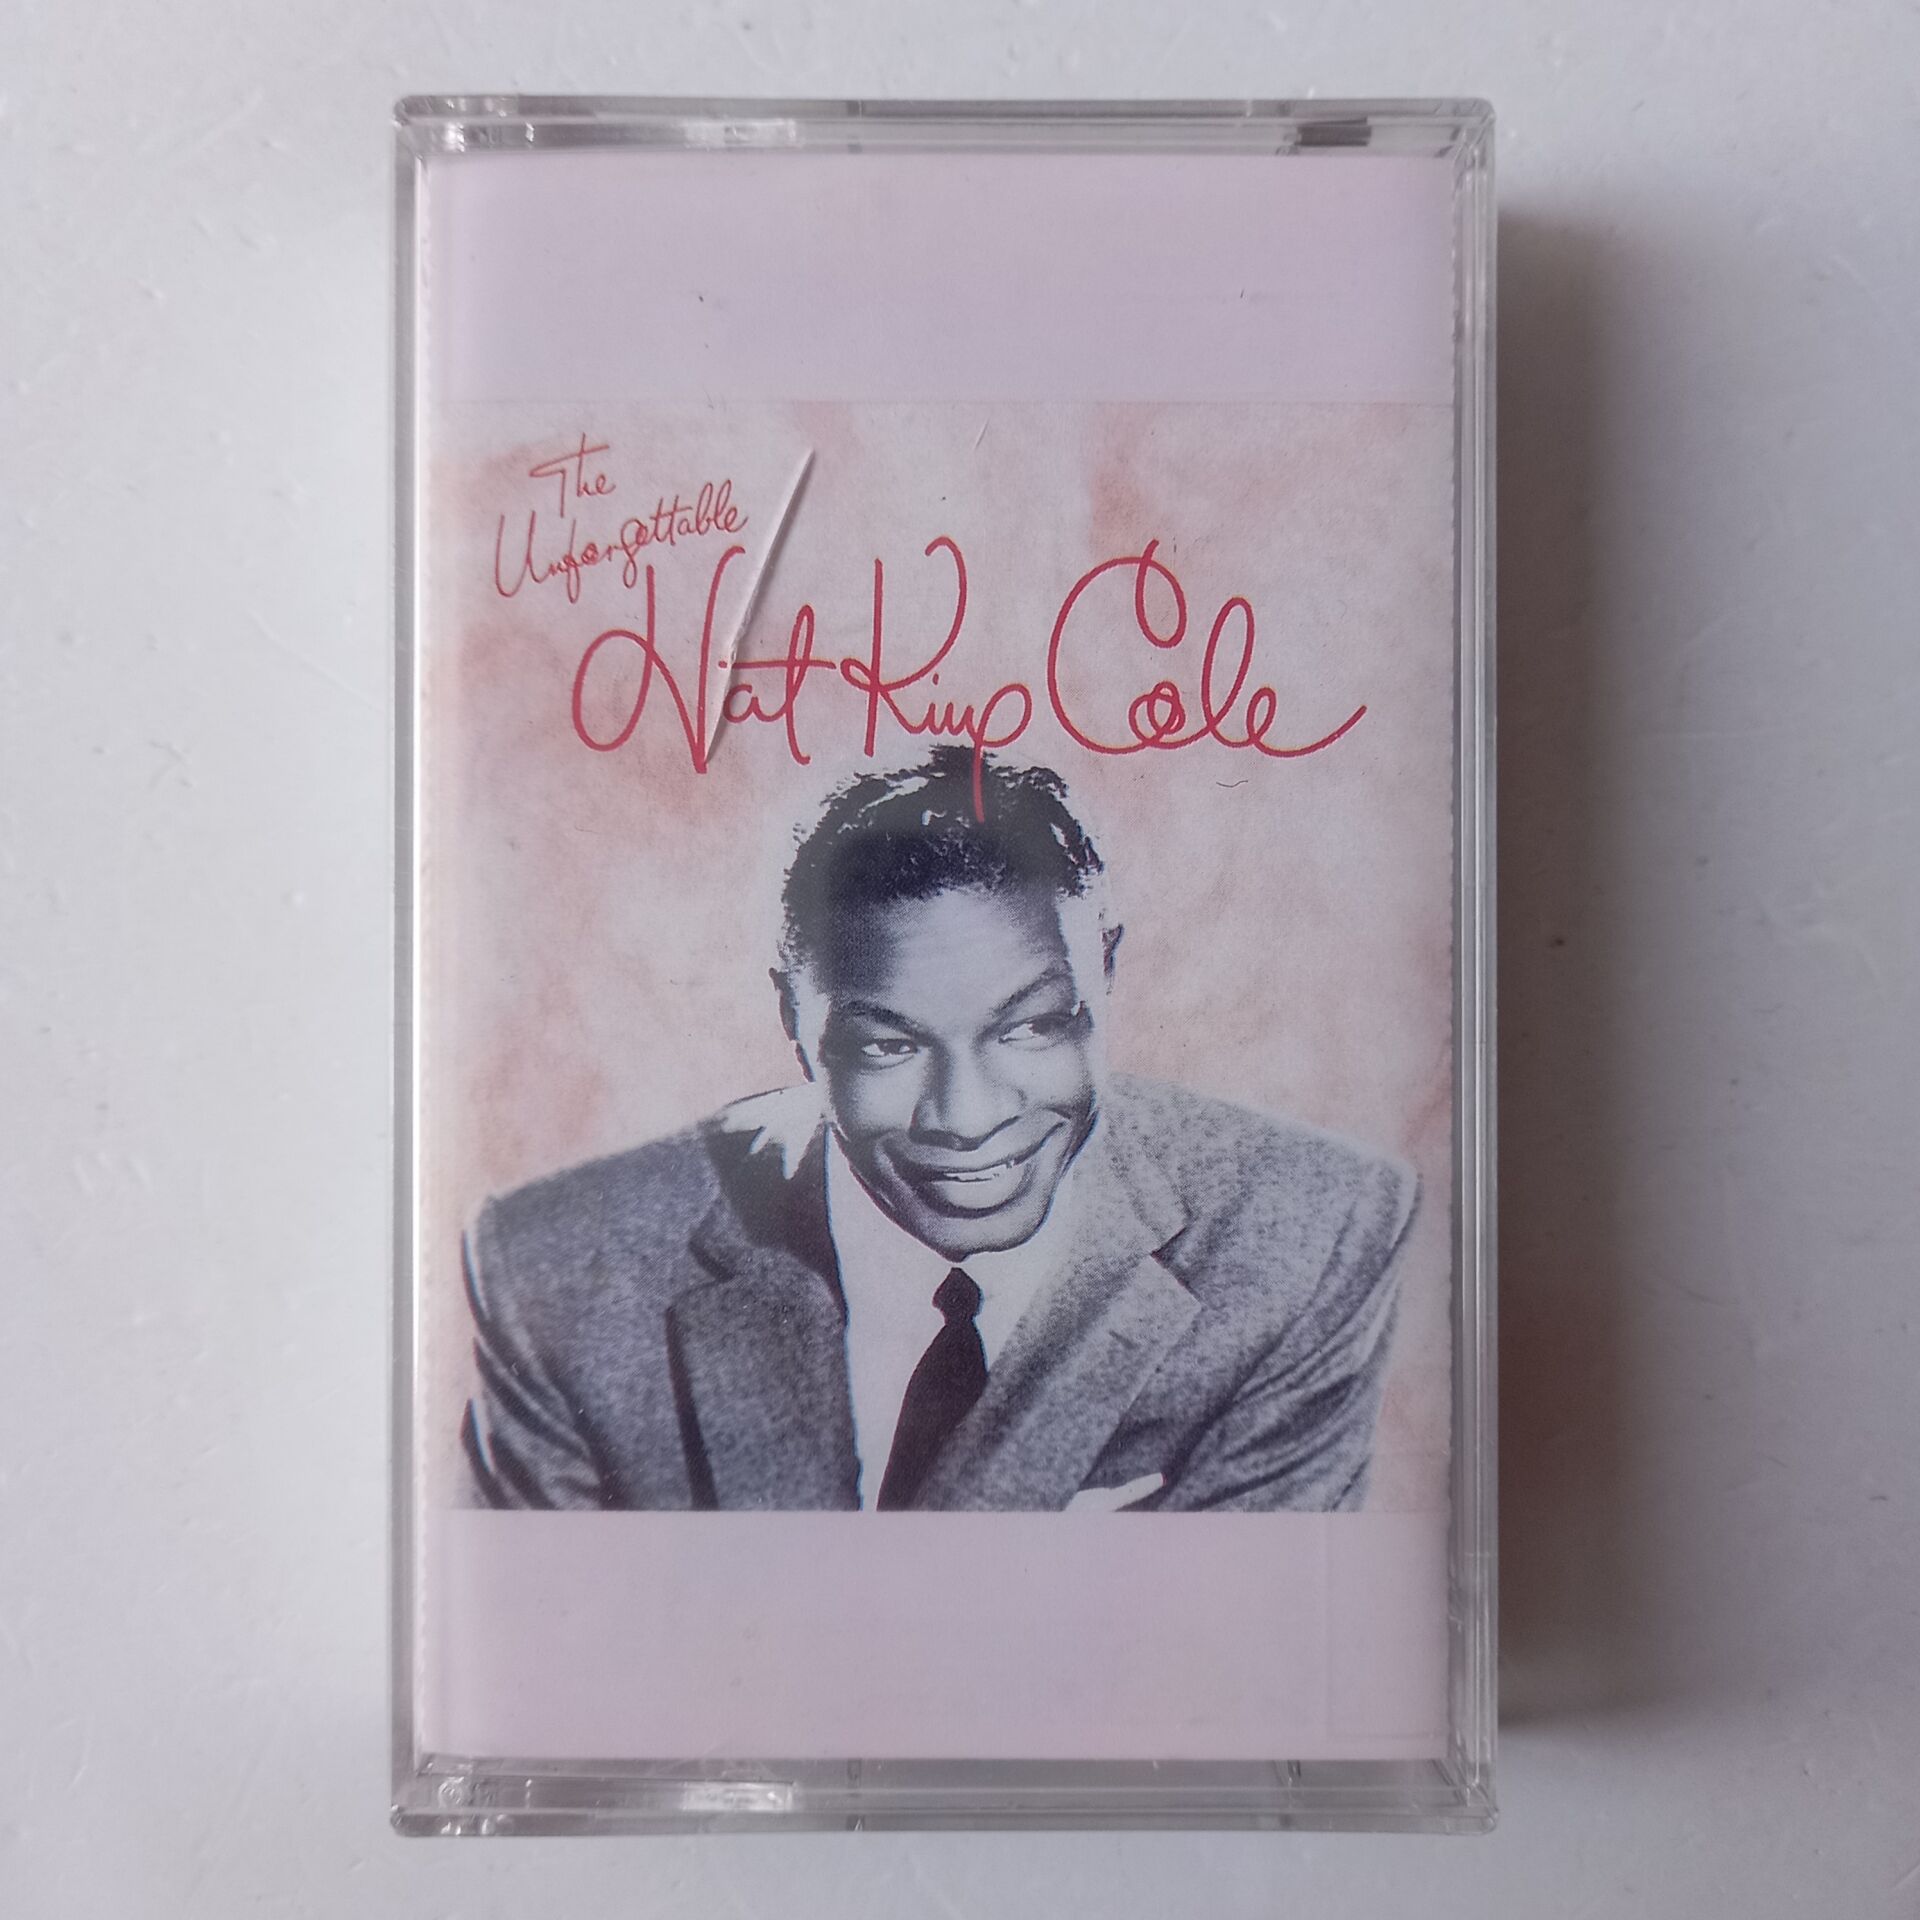 The
Unforgettable
Nat King Cole